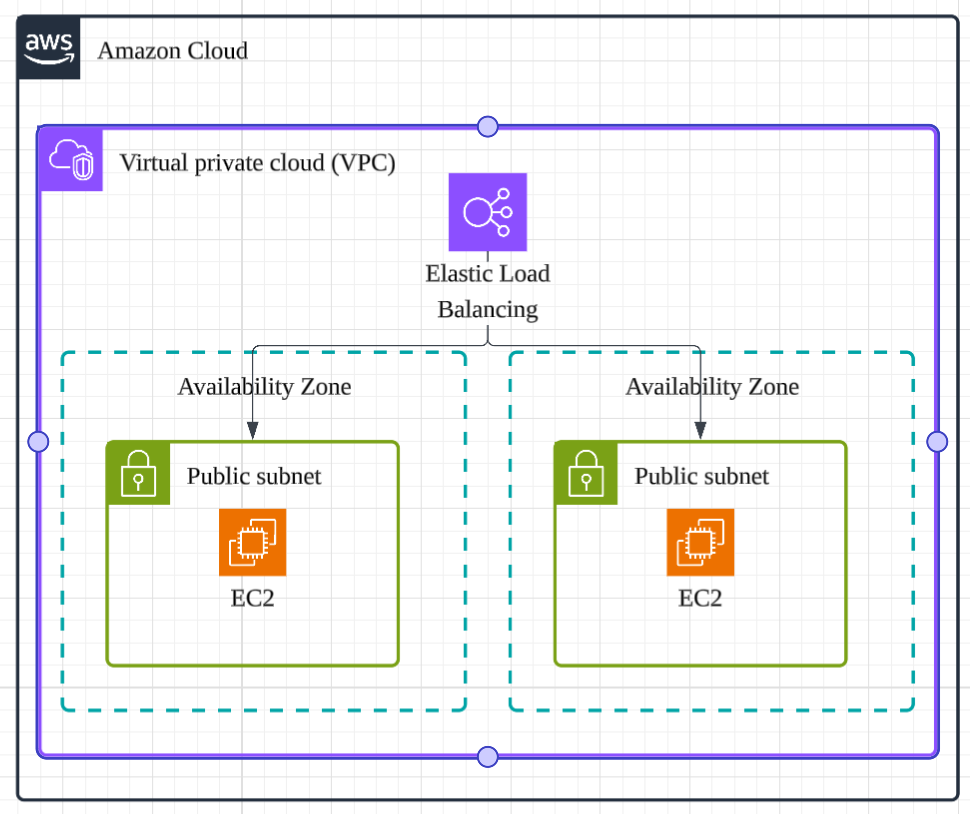 aws
Amazon Cloud
Virtual private cloud (VPC)
Elastic Load
Balancing
Availability Zone
Availability Zone
Public subnet
Public subnet
EC2
EC2